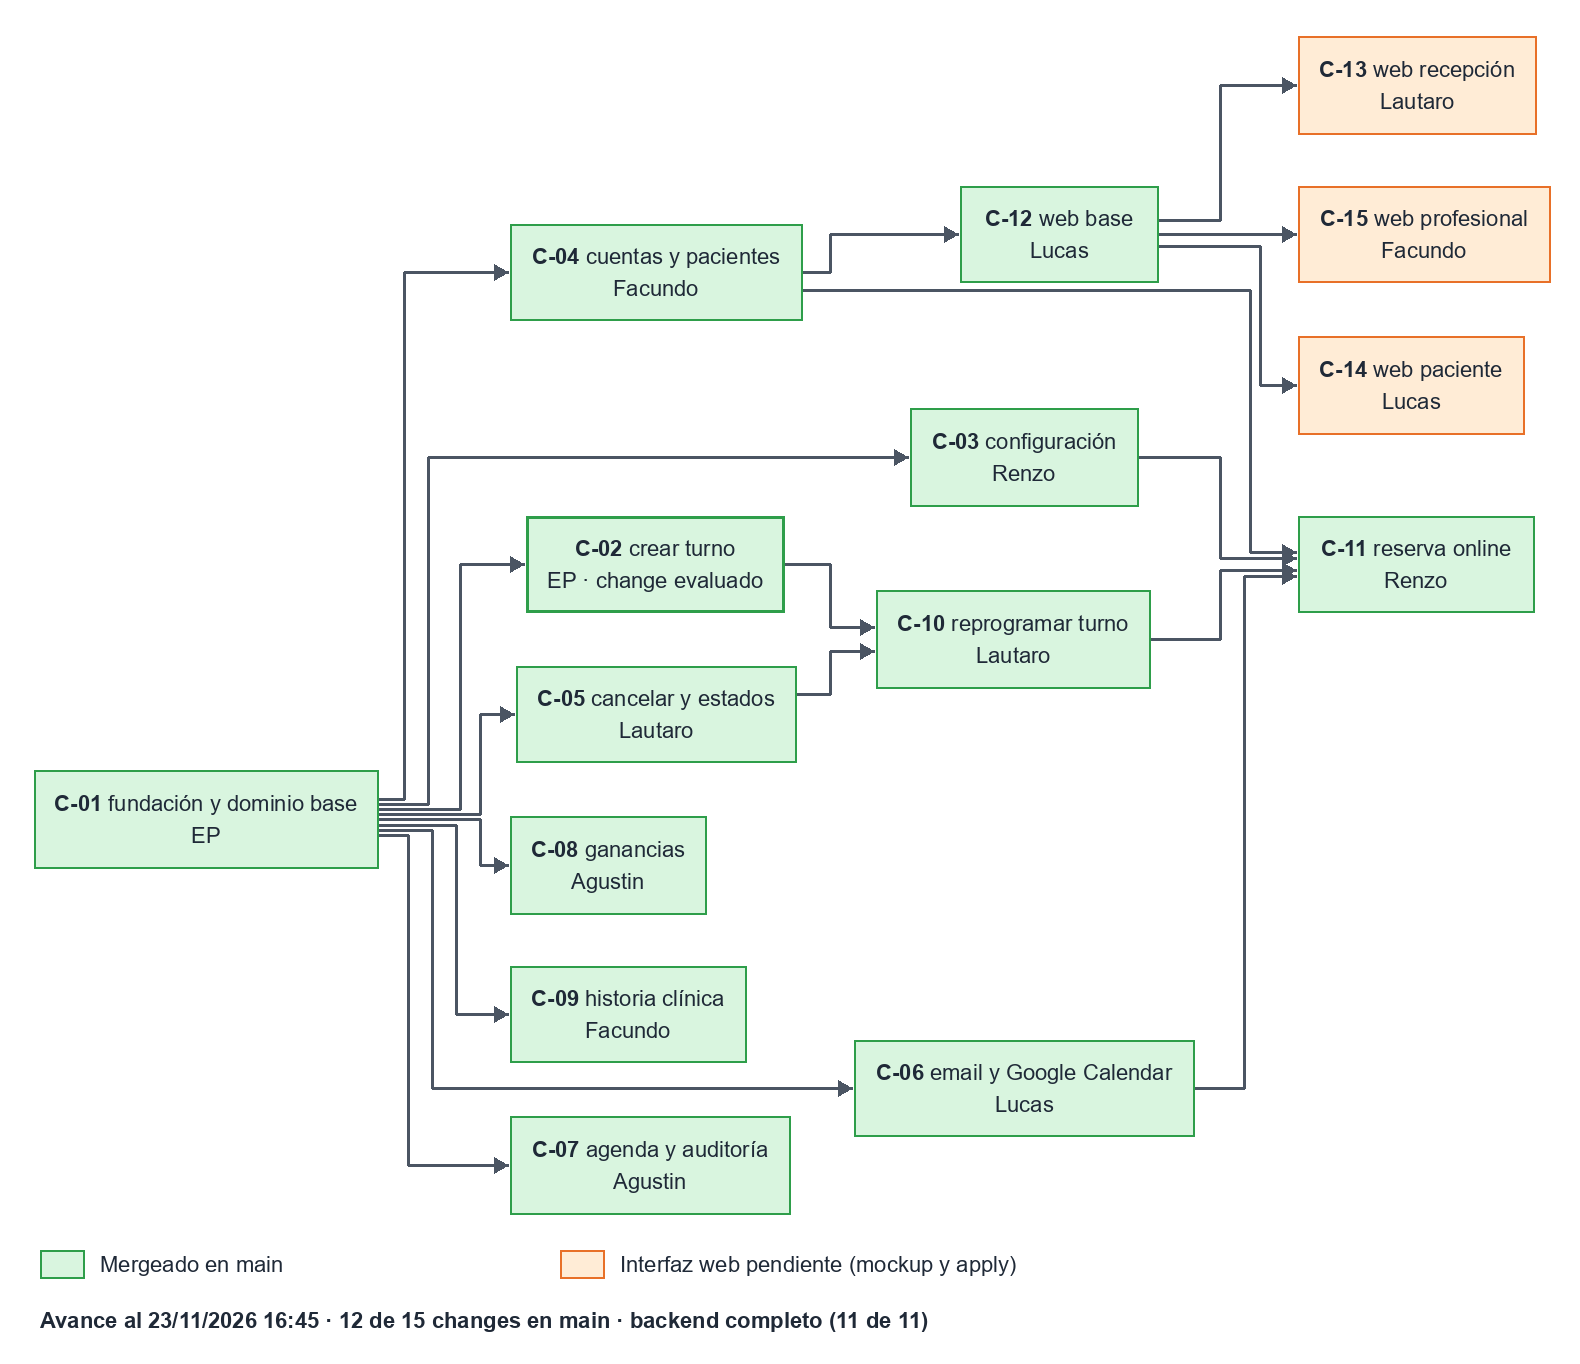 C-13 web recepción
Lautaro
C-12 web base
Lucas
C-15 web profesional
Facundo
C-04 cuentas y pacientes
Facundo
C-14 web paciente
Lucas
C-03 configuración
Renzo
C-02 crear turno
EP · change evaluado
C-11 reserva online
Renzo
C-10 reprogramar turno
Lautaro
C-05 cancelar y estados
Lautaro
C-01 fundación y dominio base
EP
C-08 ganancias
Agustin
C-09 historia clínica
Facundo
C-06 email y Google Calendar
Lucas
C-07 agenda y auditoría
Agustin
Mergeado en main
Interfaz web pendiente (mockup y apply)
Avance al 23/11/2026 16:45 · 12 de 15 changes en main · backend completo (11 de 11)